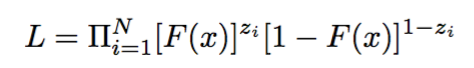 L = Π_{i=1}^{N} [F(x)]^{z_i} [1 − F(x)]^{1−z_i}